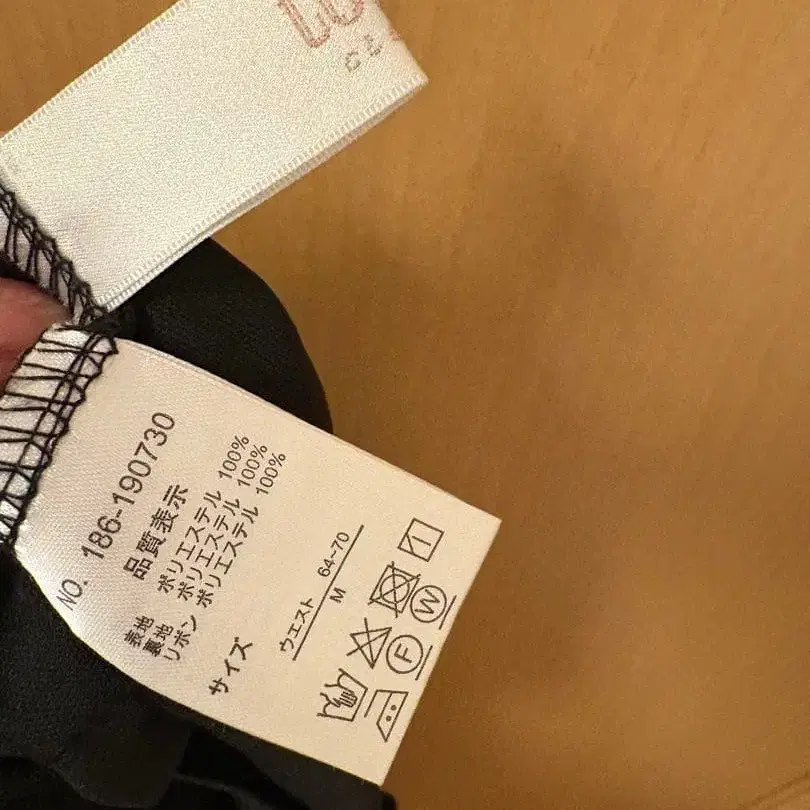 NO. 186-190730
品質表示
表地 ポリエステル 100%
裏地 ポリエステル 100%
リボン ポリエステル 100%
サイズ
ウエスト 64~70
M
W
F